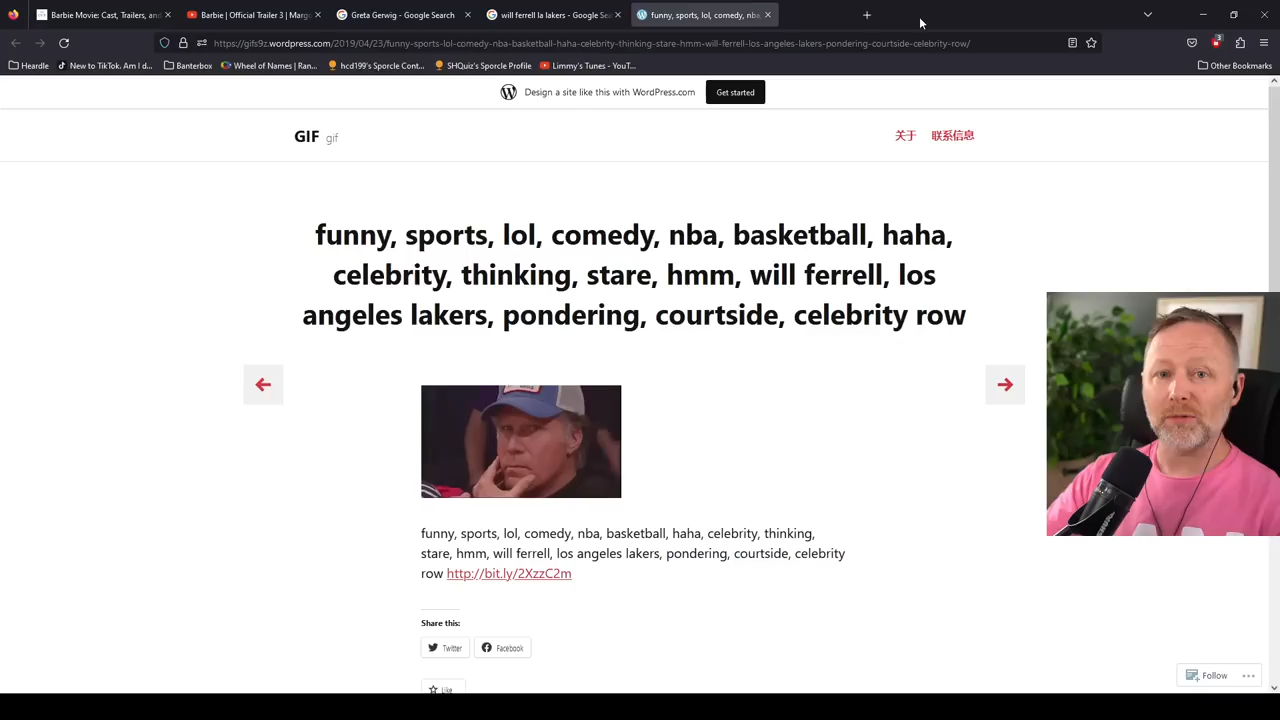 Barbie Movie: Cast, Trailers, and
Barbie | Official Trailer 3 | Margo
Greta Gerwig - Google Search
will ferrell la lakers - Google Sea
funny, sports, lol, comedy, nba,
https://gifs9z.wordpress.com/2019/04/23/funny-sports-lol-comedy-nba-basketball-haha-celebrity-thinking-stare-hmm-will-ferrell-los-angeles-lakers-pondering-courtside-celebrity-row/
3
Heardle
New to TikTok. Am I d...
Banterbox
Wheel of Names | Ran...
hcd199's Sporcle Cont...
SHQuiz's Sporcle Profile
Limmy's Tunes - YouT...
Other Bookmarks
Design a site like this with WordPress.com
Get started
GIF gif
关于 联系信息
funny, sports, lol, comedy, nba, basketball, haha,
celebrity, thinking, stare, hmm, will ferrell, los
angeles lakers, pondering, courtside, celebrity row
funny, sports, lol, comedy, nba, basketball, haha, celebrity, thinking,
stare, hmm, will ferrell, los angeles lakers, pondering, courtside, celebrity
row http://bit.ly/2XzzC2m
Share this:
Twitter
Facebook
Like
Follow